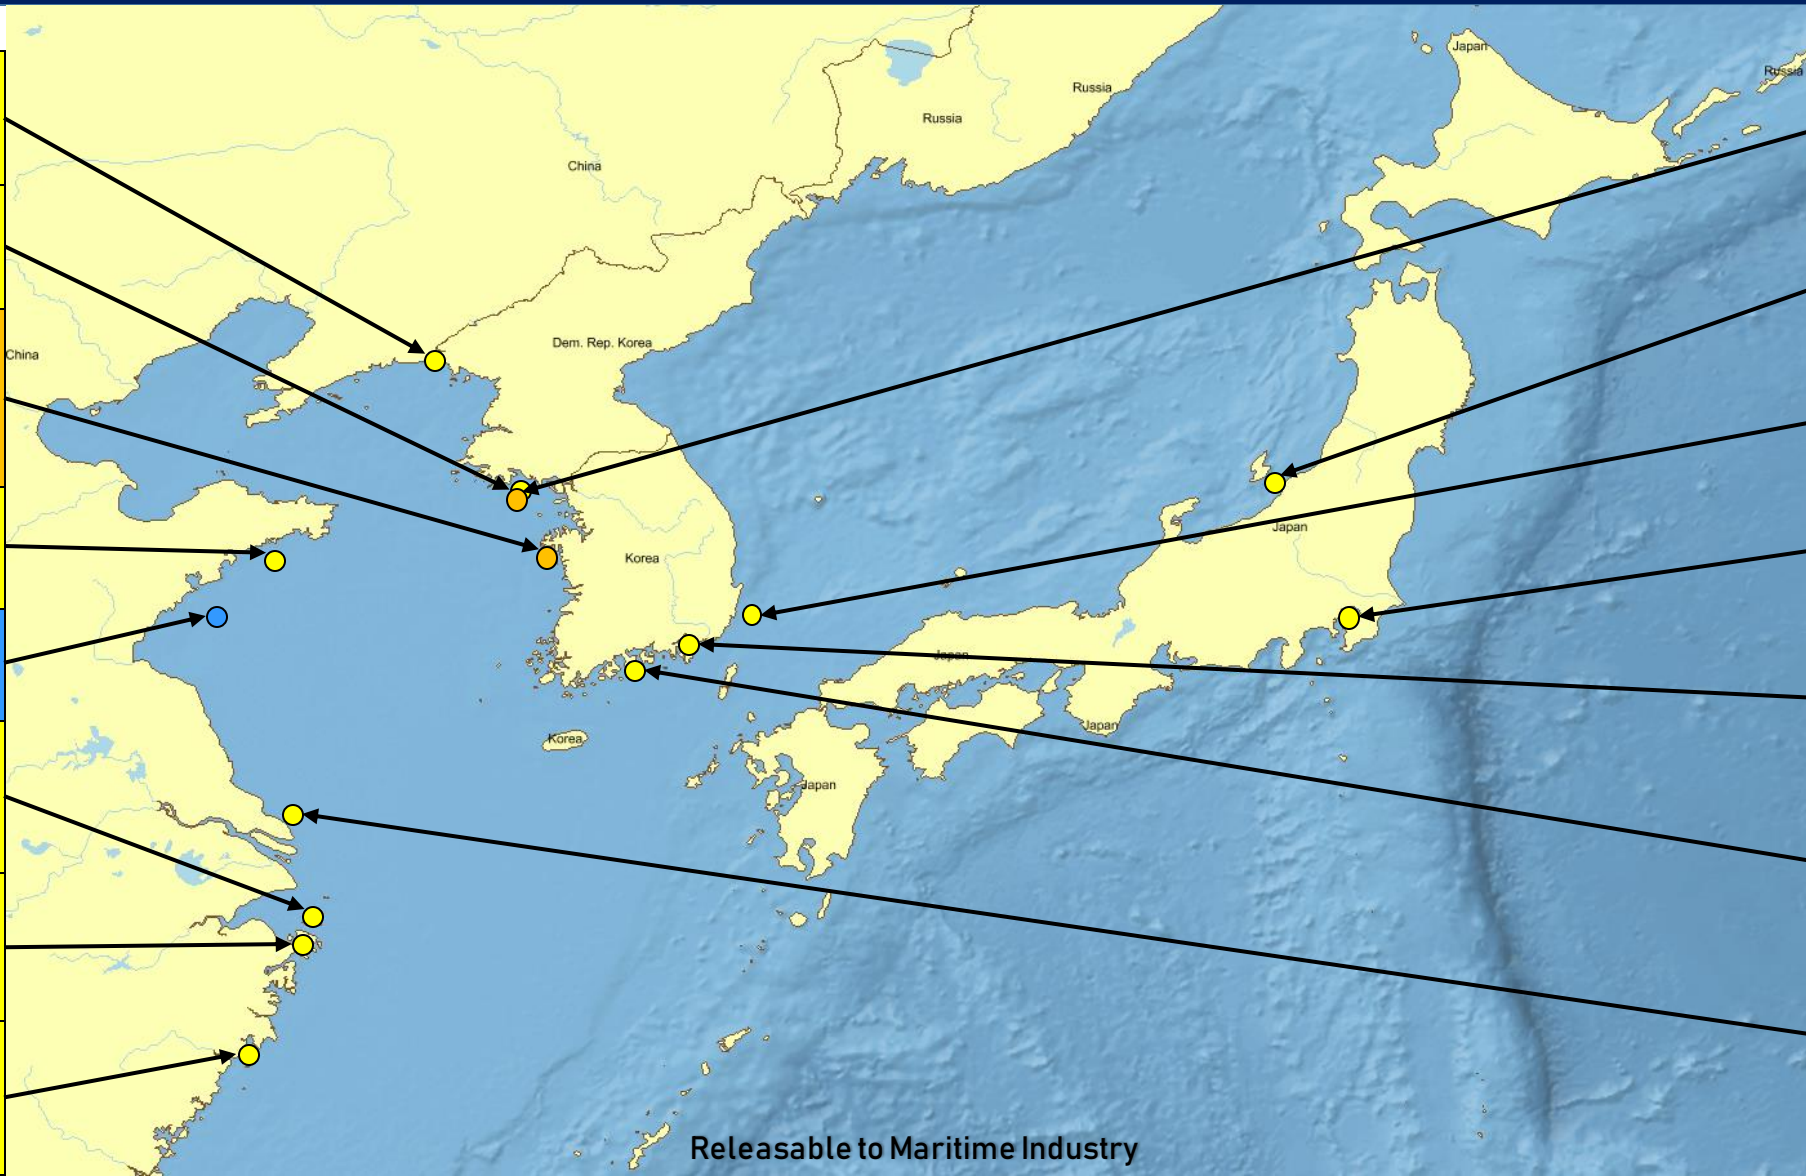 Japan
Russia
Russia
Russia
China
Dem. Rep. Korea
China
Japan
Korea
Japan
Japan
Korea
Japan
Releasable to Maritime Industry